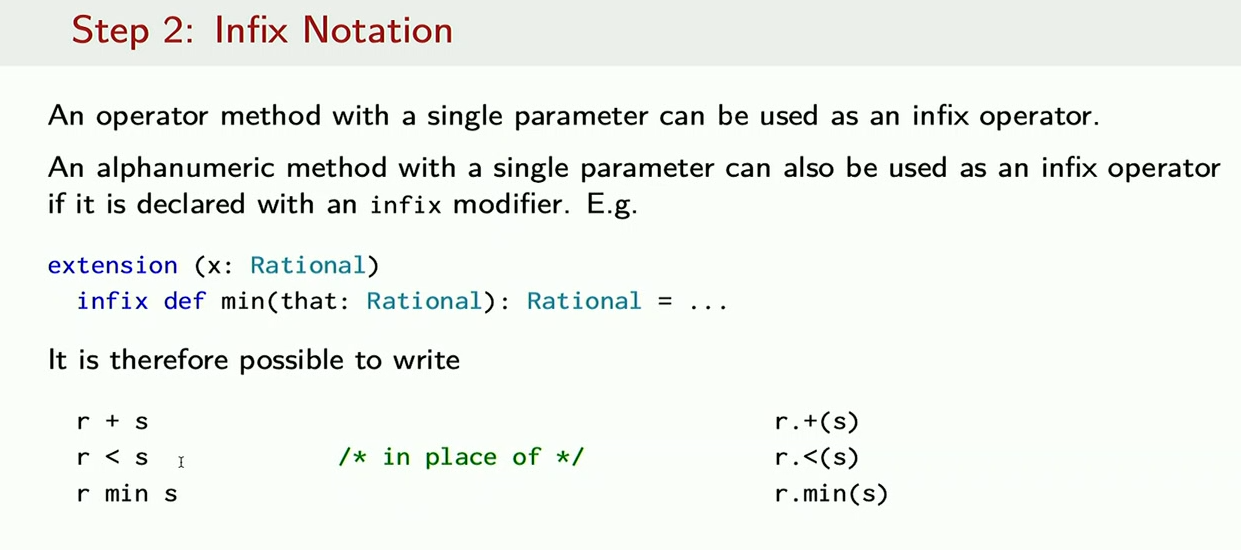 Step 2: Infix Notation
An operator method with a single parameter can be used as an infix operator.
An alphanumeric method with a single parameter can also be used as an infix operator
if it is declared with an infix modifier. E.g.
extension (x: Rational)
  infix def min(that: Rational): Rational = ...
It is therefore possible to write
r + s r.+(s)
r < s /* in place of */ r.<(s)
r min s r.min(s)